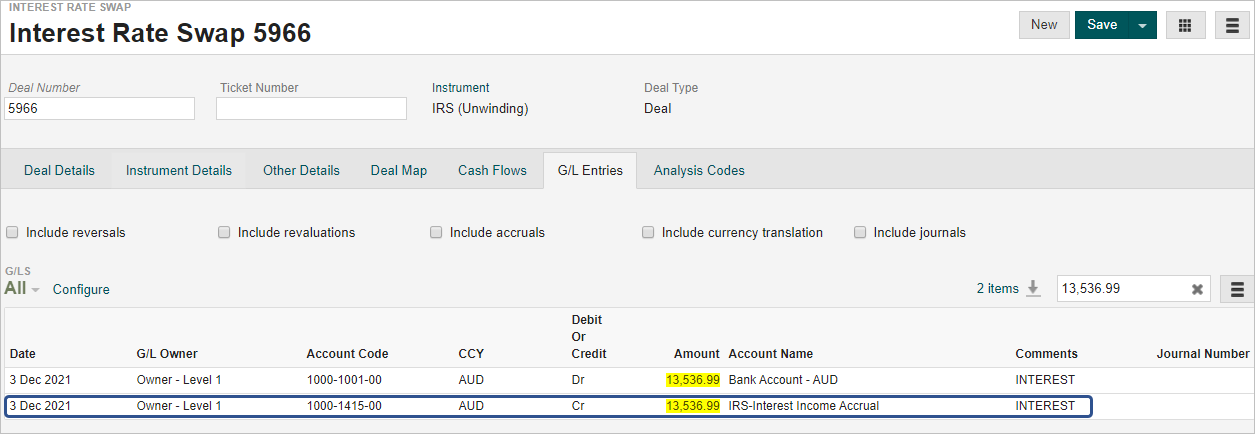 INTEREST RATE SWAP
Interest Rate Swap 5966
New Save
Deal Number Ticket Number Instrument Deal Type
5966 IRS (Unwinding) Deal
Deal Details Instrument Details Other Details Deal Map Cash Flows G/L Entries Analysis Codes
Include reversals Include revaluations Include accruals Include currency translation Include journals
G/LS
All Configure 2 items 13,536.99
Debit
Or
Date G/L Owner Account Code CCY Credit Amount Account Name Comments Journal Number
3 Dec 2021 Owner - Level 1 1000-1001-00 AUD Dr 13,536.99 Bank Account - AUD INTEREST
3 Dec 2021 Owner - Level 1 1000-1415-00 AUD Cr 13,536.99 IRS-Interest Income Accrual INTEREST